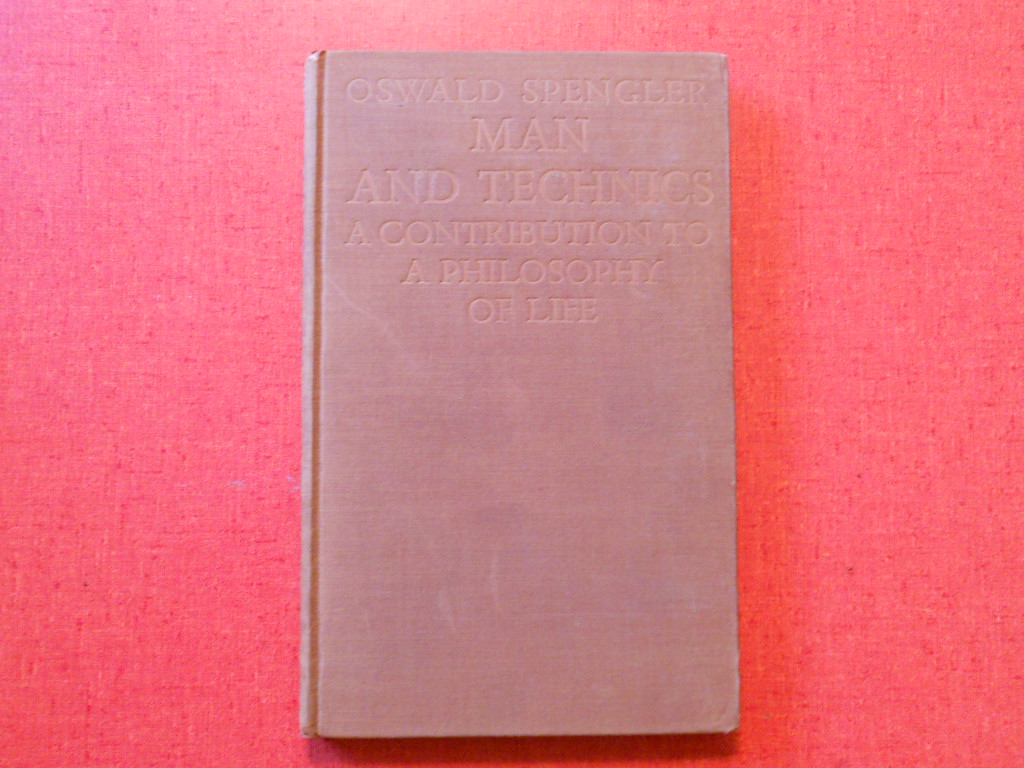 OSWALD SPENGLER
MAN
AND TECHNICS
A CONTRIBUTION TO
A PHILOSOPHY
OF LIFE